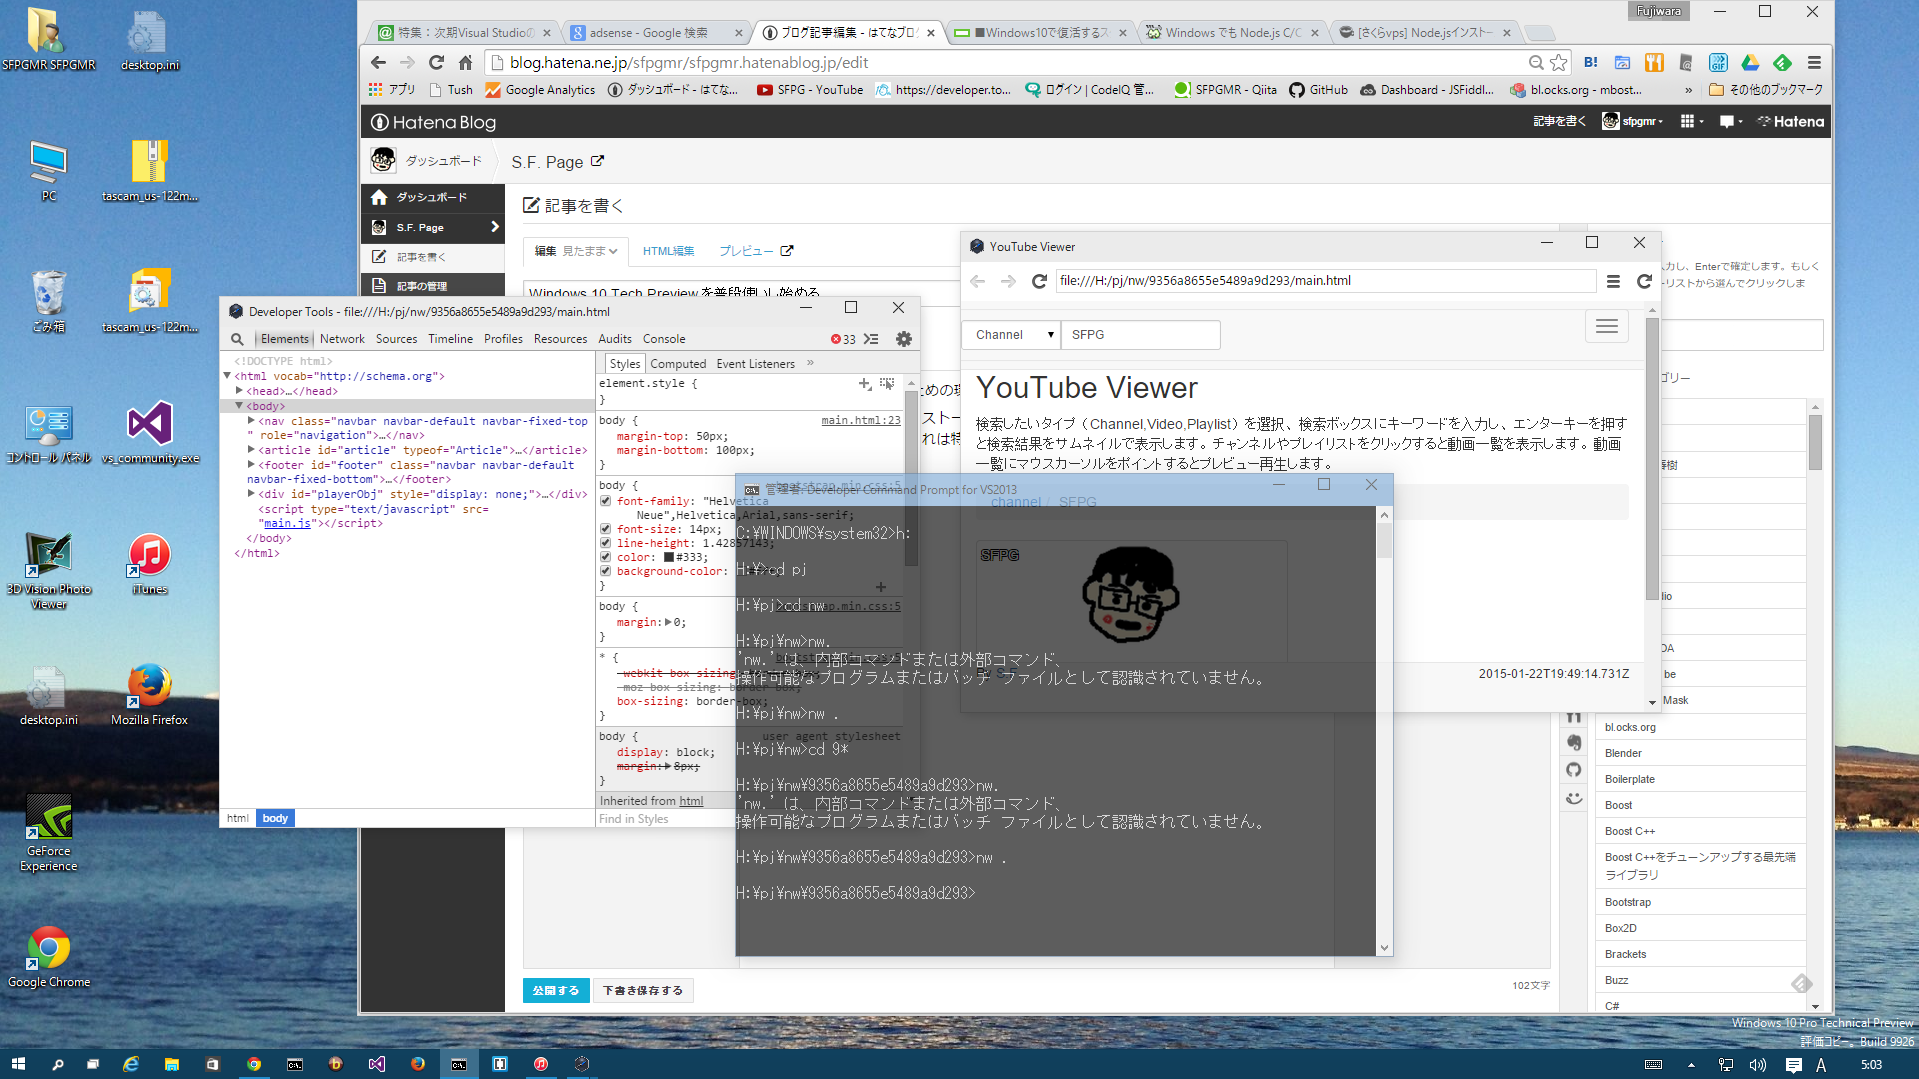 SFPGMR SFPGMR
desktop.ini
PC
tascam_us-122m...
ごみ箱
tascam_us-122m...
コントロール パネル
vs_community.exe
3D Vision Photo Viewer
iTunes
desktop.ini
Mozilla Firefox
GeForce Experience
Google Chrome
Fujiwara
特集：次期Visual Studioの
adsense - Google 検索
ブログ記事編集 - はてなブログ
■Windows10で復活するス
Windows でも Node.js C/C
[さくらvps] Node.jsインストー
blog.hatena.ne.jp/sfpgmr/sfpgmr.hatenablog.jp/edit
アプリ
Tush
Google Analytics
ダッシュボード - はてな...
SFPG - YouTube
https://developer.to...
ログイン | CodeIQ 管...
SFPGMR - Qiita
GitHub
Dashboard - JSFiddl...
bl.ocks.org - mbost...
»
その他のブックマーク
Hatena Blog
記事を書く
sfpgmr
Hatena
ダッシュボード
S.F. Page
ダッシュボード
S.F. Page
記事を書く
記事の管理
記事を書く
編集 見たまま
HTML編集
プレビュー
Windows 10 Tech Previewを普段使いし始める
Developer Tools - file:///H:/pj/nw/9356a8655e5489a9d293/main.html
Elements Network Sources Timeline Profiles Resources Audits Console
33
<!DOCTYPE html>
<html vocab="http://schema.org">
<head>…</head>
<body>
<nav class="navbar navbar-default navbar-fixed-top
" role="navigation">…</nav>
<article id="article" typeof="Article">…</article>
<footer id="footer" class="navbar navbar-default
navbar-fixed-bottom">…</footer>
<div id="playerObj" style="display: none;">…</div>
<script type="text/javascript" src=
"main.js"></script>
</body>
</html>
html body
Styles Computed Event Listeners »
element.style {
}
body { main.html:23
margin-top: 50px;
margin-bottom: 100px;
}
body { bootstrap.min.css:5
font-family: "Helvetica
Neue",Helvetica,Arial,sans-serif;
font-size: 14px;
line-height: 1.42857143;
color: #333;
background-color:
}
body { bootstrap.min.css:5
margin: 0;
}
* { bootstrap.min.css:5
-webkit-box-sizing:
-moz-box-sizing: border-box;
box-sizing: border-box;
}
body { user agent stylesheet
display: block;
margin: 8px;
}
Inherited from html
Find in Styles
YouTube Viewer
file:///H:/pj/nw/9356a8655e5489a9d293/main.html
Channel
SFPG
YouTube Viewer
検索したいタイプ（Channel,Video,Playlist）を選択、検索ボックスにキーワードを入力し、エンターキーを押す
と検索結果をサムネイルで表示します。チャンネルやプレイリストをクリックすると動画一覧を表示します。動画
一覧にマウスカーソルをポイントするとプレビュー再生します。
channel / SFPG
SFPG
By S.F.
2015-01-22T19:49:14.731Z
管理者: Developer Command Prompt for VS2013
C:¥WINDOWS¥system32>h:
H:¥>cd pj
H:¥pj>cd nw
H:¥pj¥nw>nw.
'nw.' は、内部コマンドまたは外部コマンド、
操作可能なプログラムまたはバッチ ファイルとして認識されていません。
H:¥pj¥nw>nw .
H:¥pj¥nw>cd 9*
H:¥pj¥nw¥9356a8655e5489a9d293>nw.
'nw.' は、内部コマンドまたは外部コマンド、
操作可能なプログラムまたはバッチ ファイルとして認識されていません。
H:¥pj¥nw¥9356a8655e5489a9d293>nw .
H:¥pj¥nw¥9356a8655e5489a9d293>
力し、Enterで確定します。もしく
リストから選んでクリックしま
ゴリー
dio
DA
be
Mask
bl.ocks.org
Blender
Boilerplate
Boost
Boost C++
Boost C++をチューンアップする最先端
ライブラリ
Bootstrap
Box2D
Brackets
Buzz
C#
公開する
下書き保存する
102文字
Windows 10 Pro Technical Preview
評価コピー。Build 9926
A
5:03